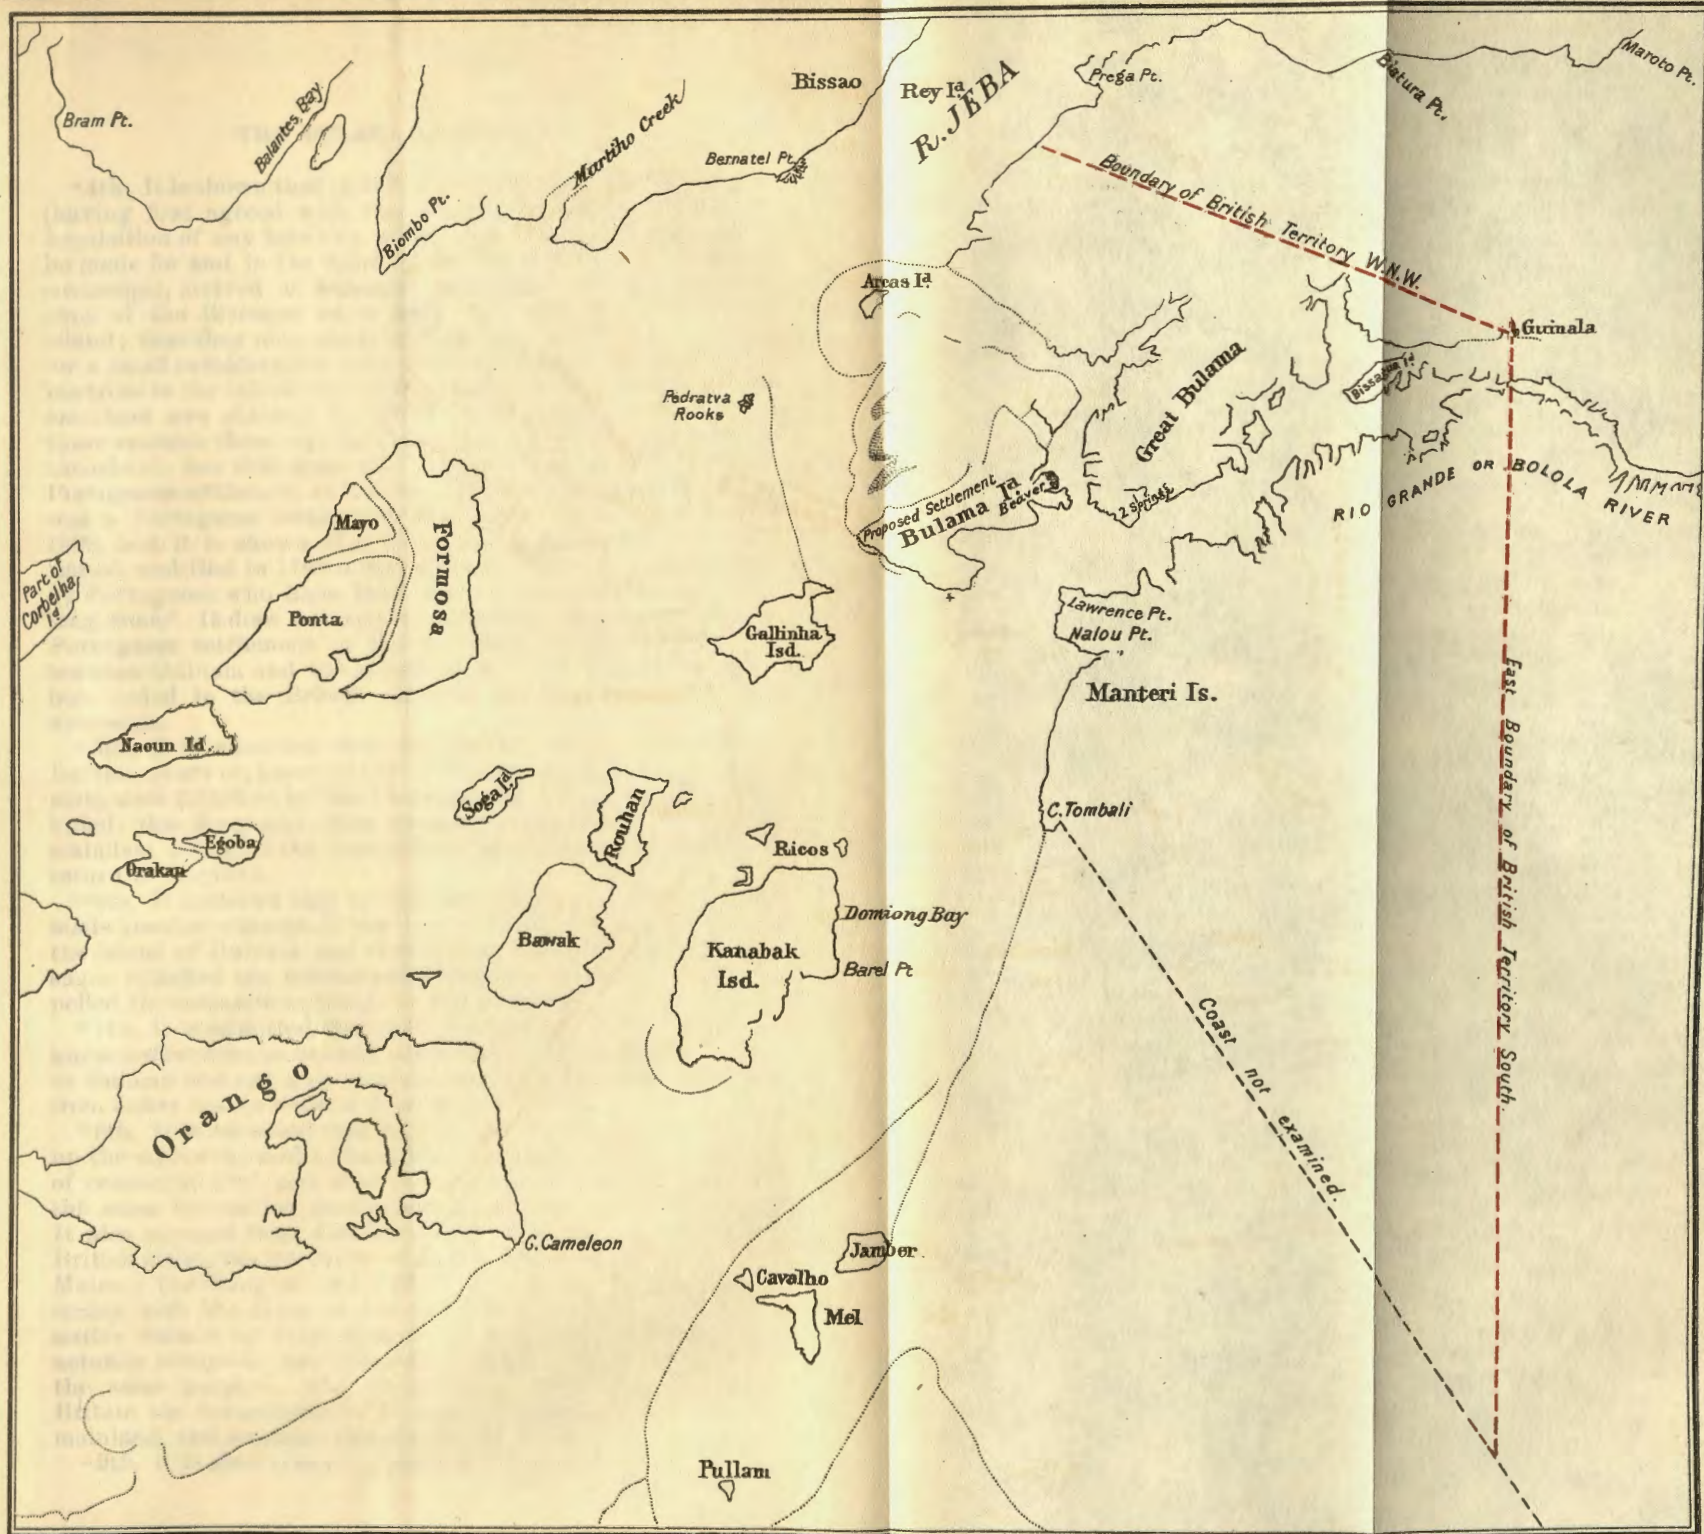 Bissao
Rey Iᵈ
R. JEBA
Prega Pt.
Biatura Pt.
Maroto Pt.
Bram Pt.
Balantes Bay
Biombo Pt.
Martiho Creek
Bernatel Pt.
Boundary of British Territory W.N.W.
Areas Iᵈ
Guinala
Great Bulama
Bissagua Iᵈ
Pedratva
Rooks
RIO GRANDE OR BOLOLA RIVER
Proposed Settlement
Bulama Iᵈ
Beaver
2 Springs
Mayo
Formosa
Ponta
Part of
Corbelha
Iᵈ
Gallinha
Isd.
Lawrence Pt.
Nalou Pt.
Manteri Is.
Naoun Id.
Soga Iᵈ
Rouhan
C. Tombali
Egoba
Orakan
Ricos
Bawak
Kanabak
Isd.
Domiong Bay
Barel Pt
East Boundary of British Territory South.
Coast not examined.
Orango
C. Cameleon
Jamber
Cavalho
Mel
Pullam